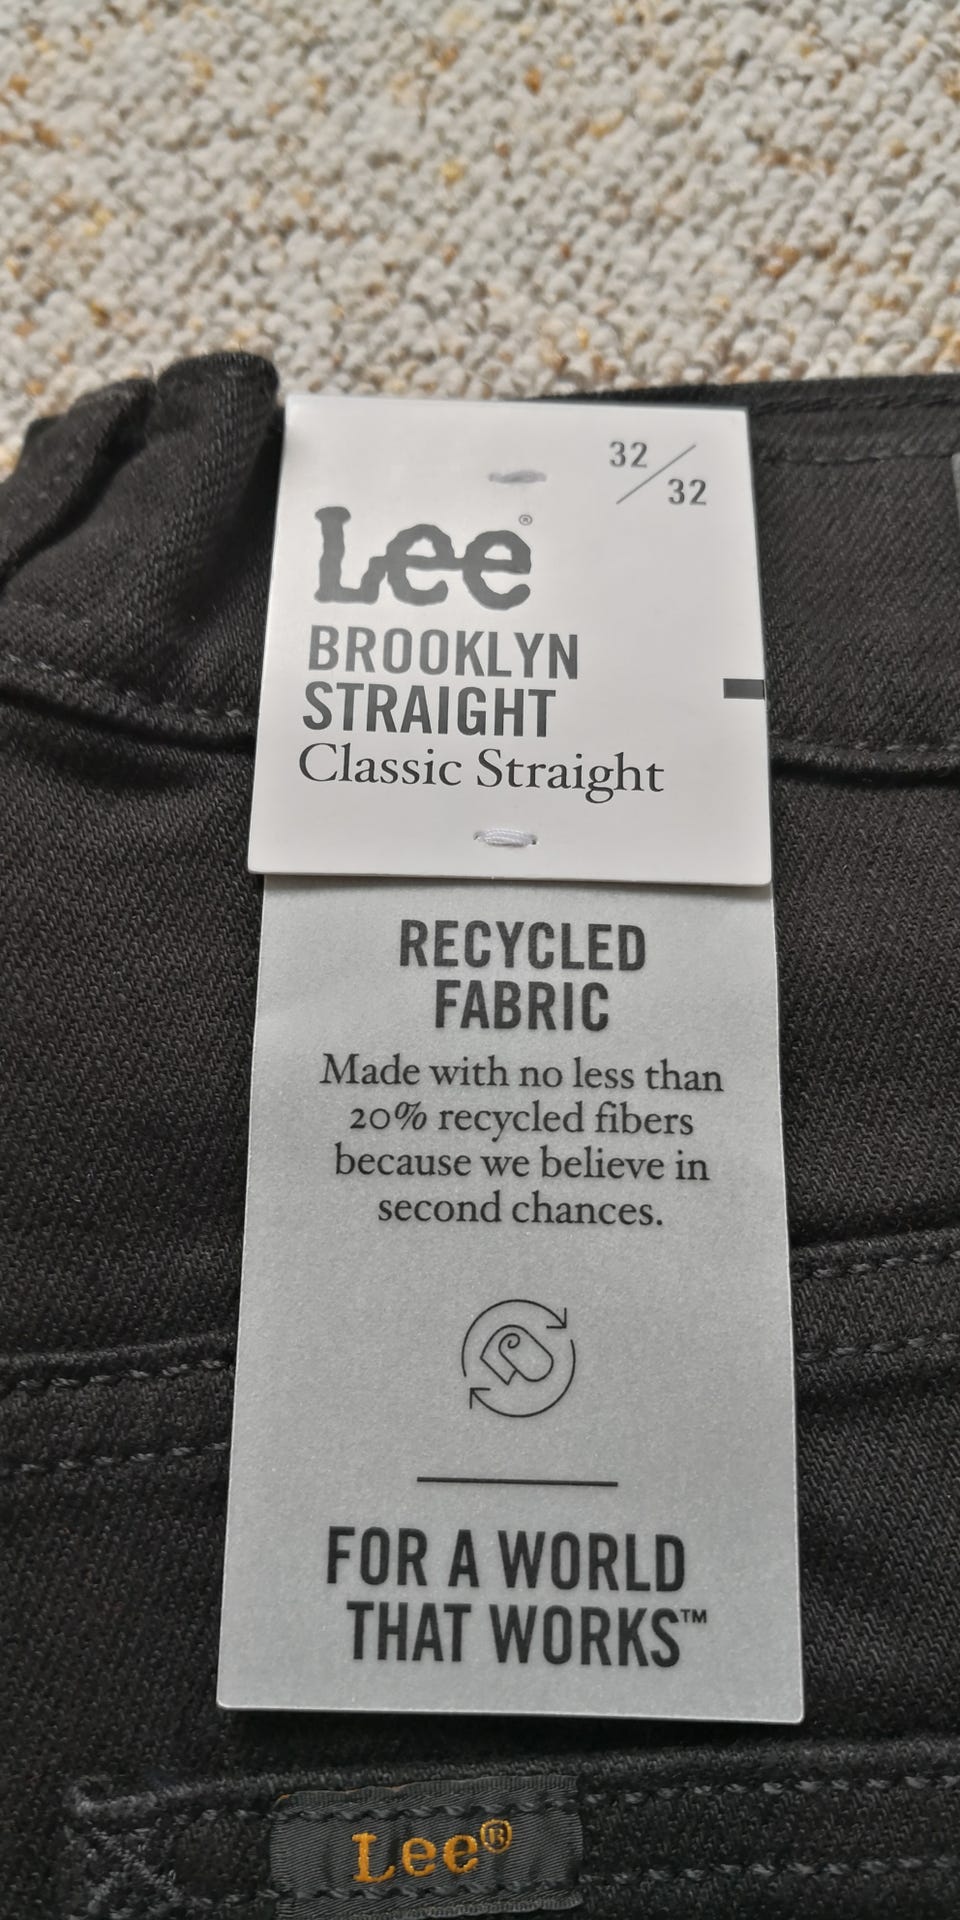 32/32
Lee®
BROOKLYN
STRAIGHT
Classic Straight
RECYCLED
FABRIC
Made with no less than
20% recycled fibers
because we believe in
second chances.
FOR A WORLD
THAT WORKS™
Lee®